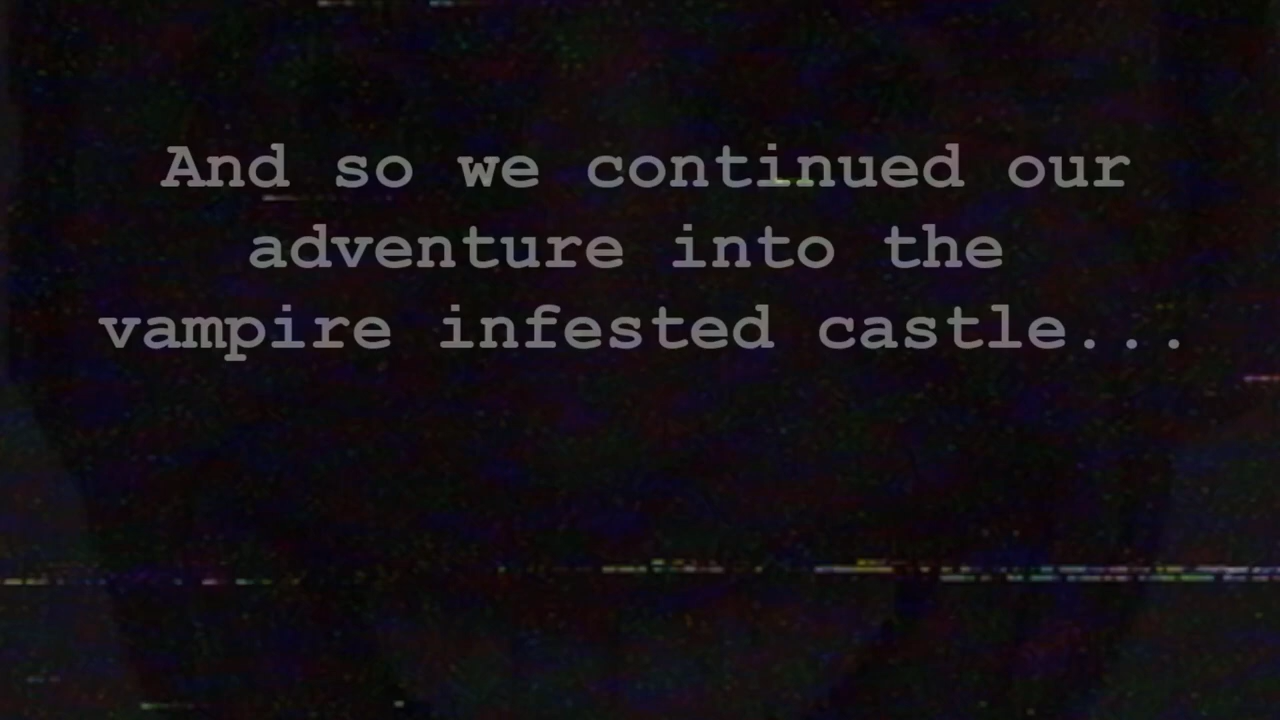 And so we continued our
adventure into the
vampire infested castle...